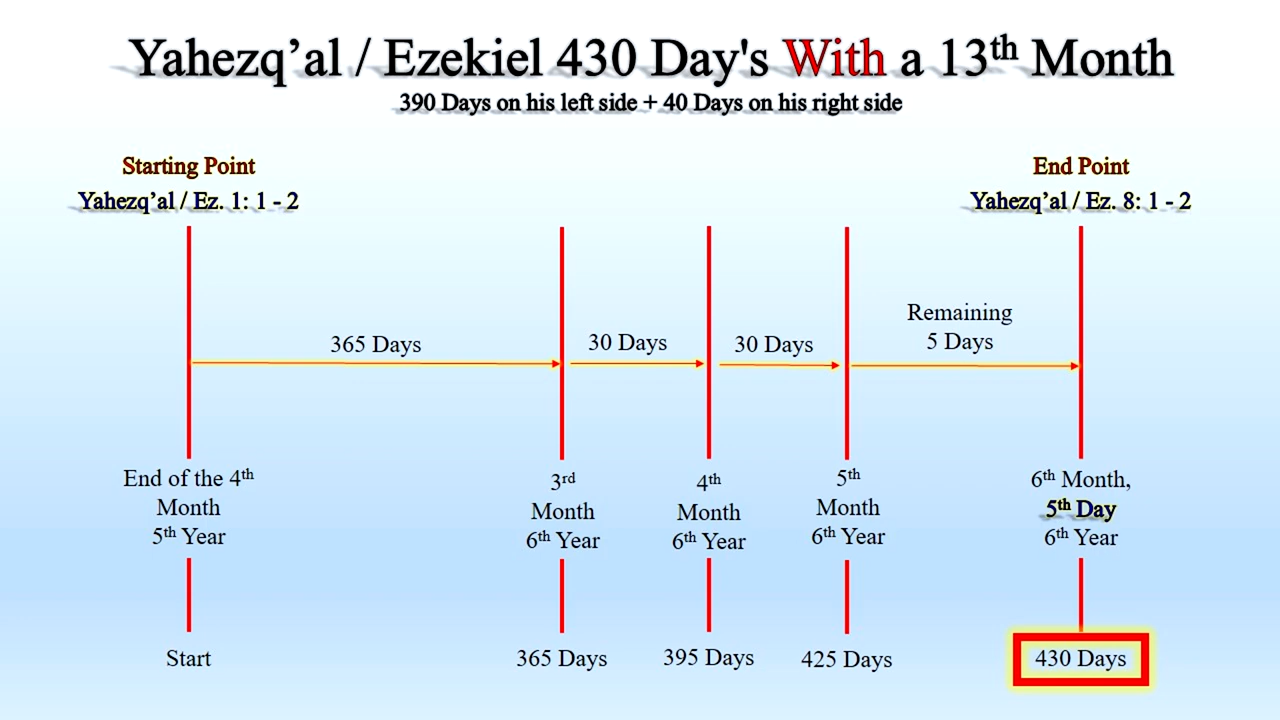 Yahezq’al / Ezekiel 430 Day's With a 13th Month
390 Days on his left side + 40 Days on his right side
Starting Point
Yahezq’al / Ez. 1: 1 - 2
End Point
Yahezq’al / Ez. 8: 1 - 2
365 Days
30 Days
30 Days
Remaining
5 Days
End of the 4th
Month
5th Year
3rd
Month
6th Year
4th
Month
6th Year
5th
Month
6th Year
6th Month,
5th Day
6th Year
Start
365 Days
395 Days
425 Days
430 Days